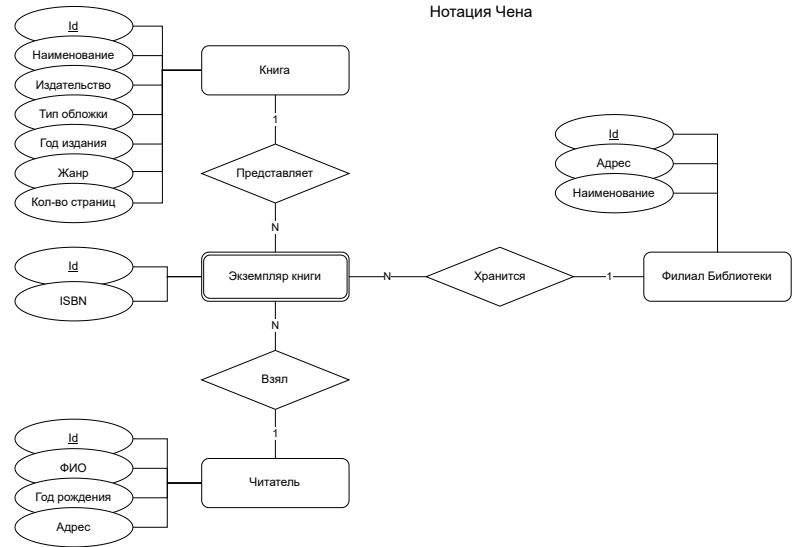 Нотация Чена
Id
Наименование
Издательство
Тип обложки
Год издания
Жанр
Кол-во страниц
Книга
1
Представляет
N
Id
Адрес
Наименование
Id
ISBN
Экземпляр книги
N
Хранится
1
Филиал Библиотеки
N
Взял
1
Id
ФИО
Год рождения
Адрес
Читатель